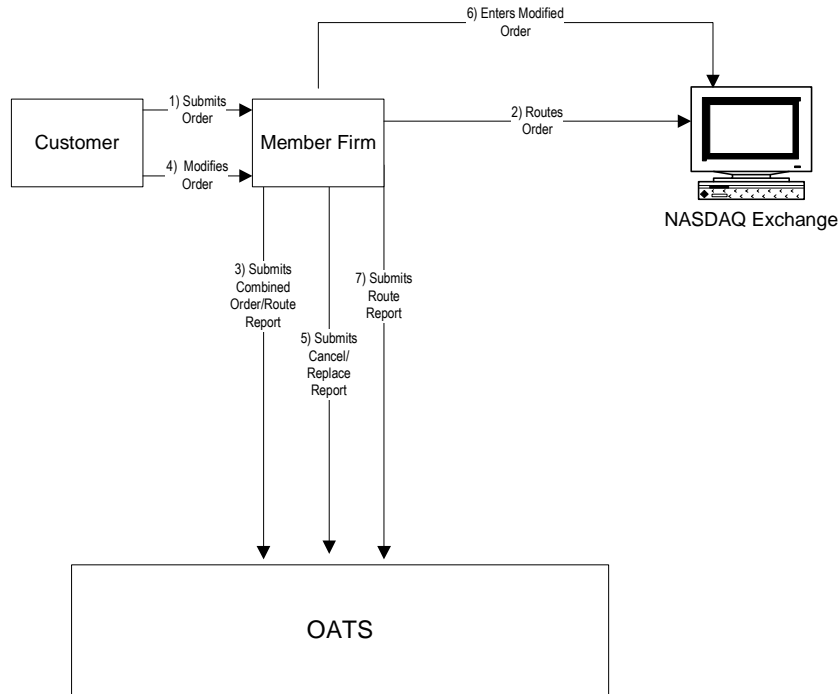 6) Enters Modified
Order
1) Submits
Order
2) Routes
Order
Customer
Member Firm
4) Modifies
Order
NASDAQ Exchange
3) Submits
Combined
Order/Route
Report
7) Submits
Route
Report
5) Submits
Cancel/
Replace
Report
OATS